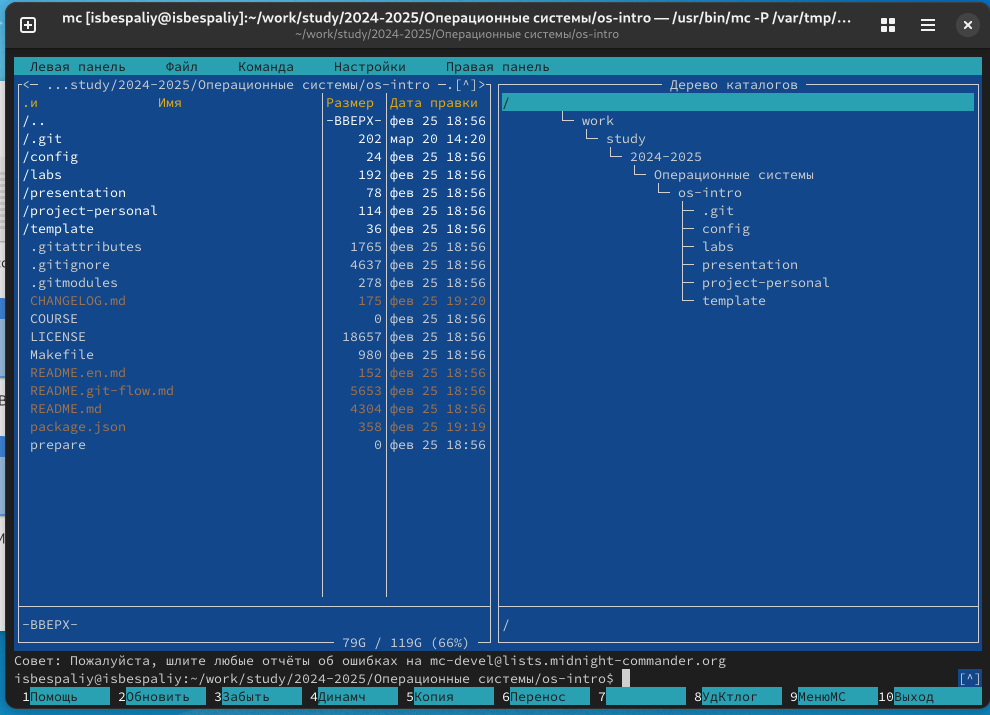 mc [isbespaliy@isbespaliy]:~/work/study/2024-2025/Операционные системы/os-intro — /usr/bin/mc -P /var/tmp/...
~/work/study/2024-2025/Операционные системы/os-intro
Левая панель Файл Команда Настройки Правая панель
<— ...study/2024-2025/Операционные системы/os-intro —.[^]>
.и Имя Размер Дата правки
/.. -ВВЕРХ- фев 25 18:56
/.git 202 мар 20 14:20
/config 24 фев 25 18:56
/labs 192 фев 25 18:56
/presentation 78 фев 25 18:56
/project-personal 114 фев 25 18:56
/template 36 фев 25 18:56
.gitattributes 1765 фев 25 18:56
.gitignore 4637 фев 25 18:56
.gitmodules 278 фев 25 18:56
CHANGELOG.md 175 фев 25 19:20
COURSE 0 фев 25 18:56
LICENSE 18657 фев 25 18:56
Makefile 980 фев 25 18:56
README.en.md 152 фев 25 18:56
README.git-flow.md 5653 фев 25 18:56
README.md 4304 фев 25 18:56
package.json 358 фев 25 19:19
prepare 0 фев 25 18:56
-ВВЕРХ-
79G / 119G (66%)
Дерево каталогов
/
work
study
2024-2025
Операционные системы
os-intro
.git
config
labs
presentation
project-personal
template
/
Совет: Пожалуйста, шлите любые отчёты об ошибках на mc-devel@lists.midnight-commander.org
isbespaliy@isbespaliy:~/work/study/2024-2025/Операционные системы/os-intro$ [^]
1Помощь 2Обновить 3Забыть 4Динамч 5Копия 6Перенос 7 8УдКтлог 9МенюMC 10Выход